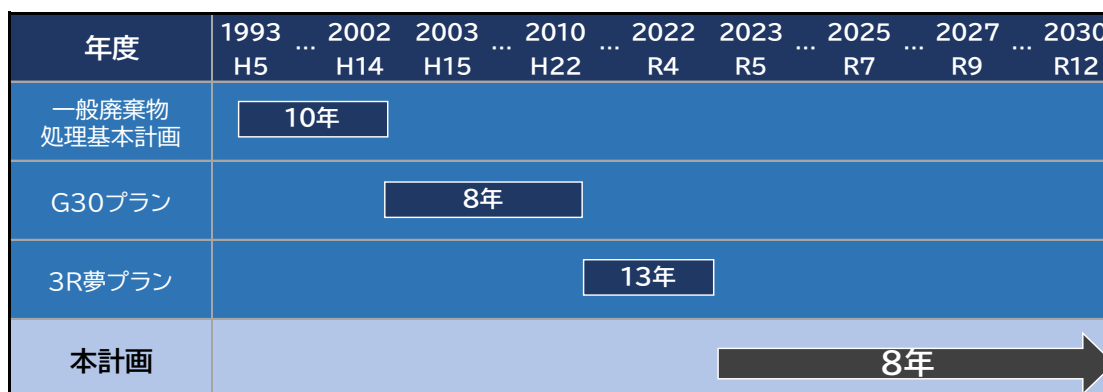 年度
1993 … 2002 2003 … 2010 … 2022 2023 … 2025 … 2027 … 2030
H5 H14 H15 H22 R4 R5 R7 R9 R12
一般廃棄物
処理基本計画
10年
G30プラン
8年
3R夢プラン
13年
本計画
8年